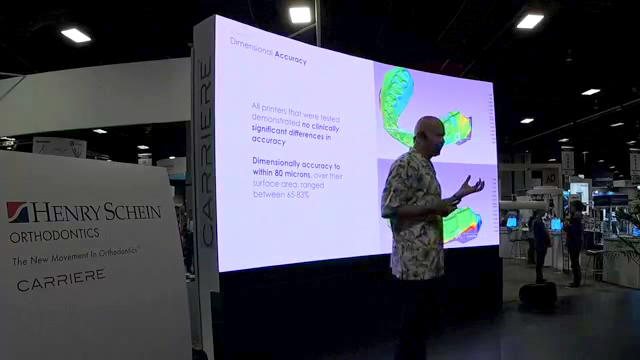 Dimensional Accuracy
All printers that were tested
demonstrated no clinically
significant differences in
accuracy
Dimensionally accuracy to
within 80 microns, over their
surface area, ranged
between 65-83%
CARRIERE
HENRY SCHEIN
ORTHODONTICS
The New Movement In Orthodontics
CARRIERE